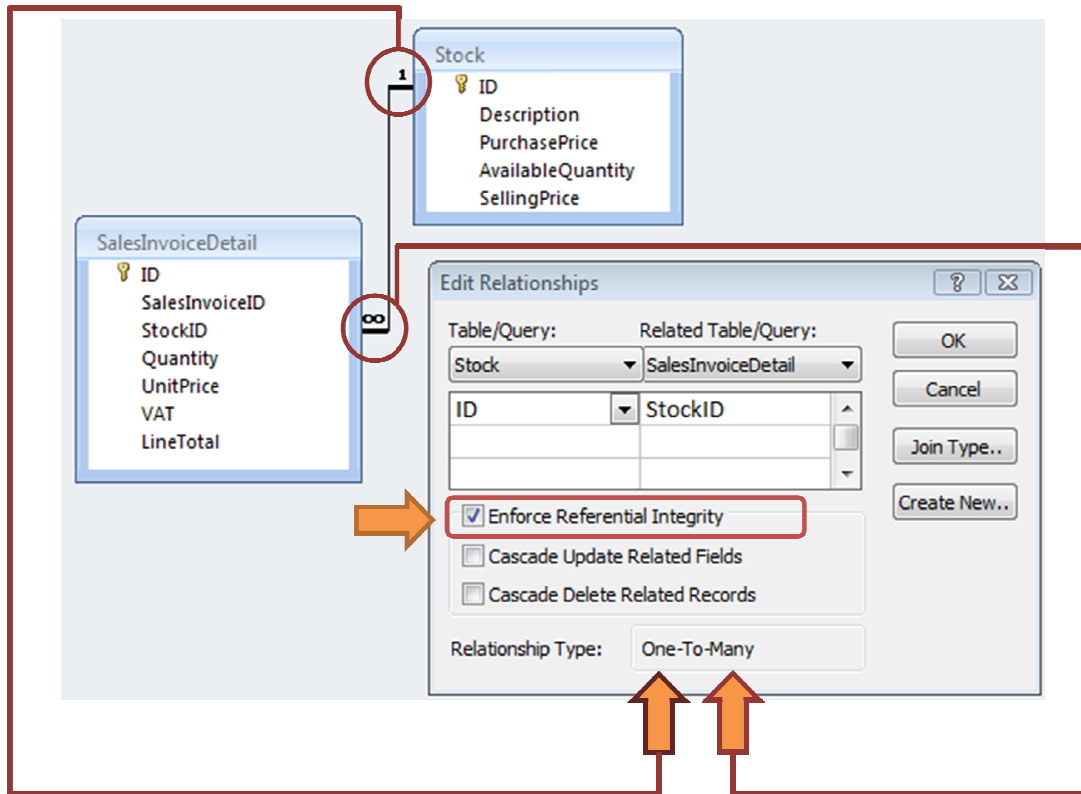 Stock
1
ID
Description
PurchasePrice
AvailableQuantity
SellingPrice
SalesInvoiceDetail
ID
SalesInvoiceID
StockID
Quantity
UnitPrice
VAT
LineTotal
∞
Edit Relationships
?
Table/Query: Related Table/Query:
Stock SalesInvoiceDetail
ID StockID
Enforce Referential Integrity
Cascade Update Related Fields
Cascade Delete Related Records
Relationship Type: One-To-Many
OK
Cancel
Join Type..
Create New..